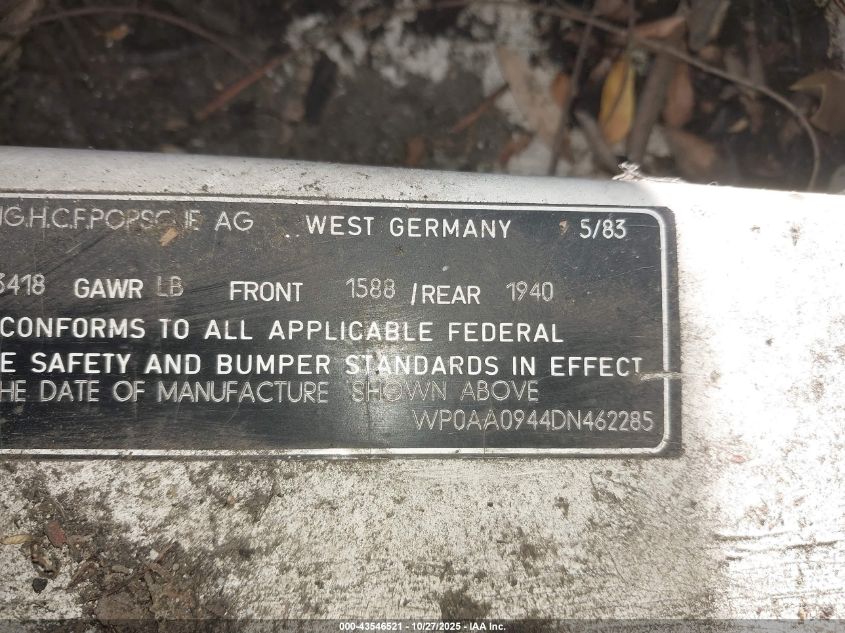 ING.H.C.F.PORSCHE AG WEST GERMANY 5/83
3418 GAWR LB FRONT 1588 / REAR 1940
CONFORMS TO ALL APPLICABLE FEDERAL
E SAFETY AND BUMPER STANDARDS IN EFFECT
HE DATE OF MANUFACTURE SHOWN ABOVE
WP0AA0944DN462285
000-43546521 - 10/27/2025 - IAA Inc.